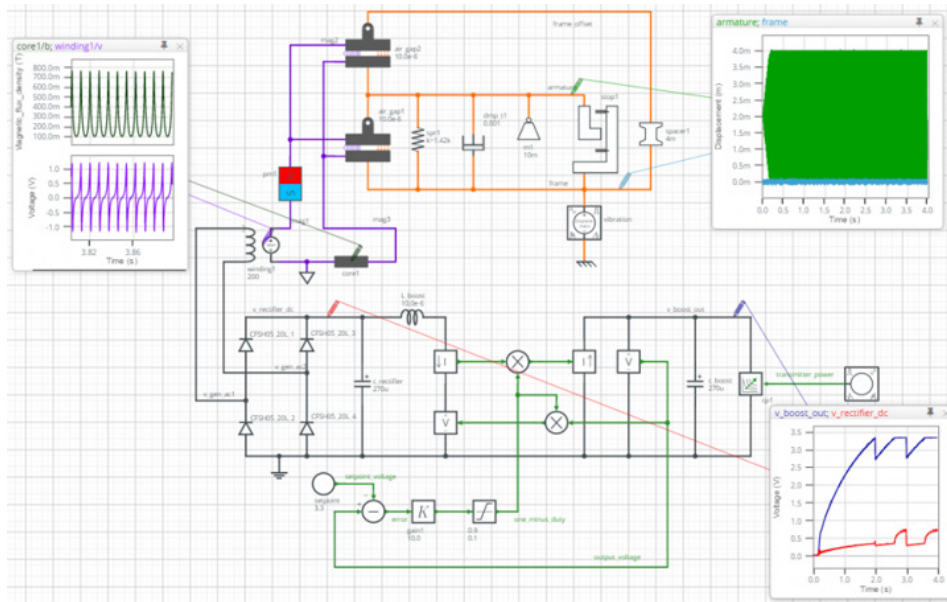 core1/b; winding1/v
Magnetic_flux_density (T)
800.0m
700.0m
600.0m
500.0m
400.0m
300.0m
200.0m
100.0m
Voltage (V)
1.0
0.5
0.0
-0.5
-1.0
3.82
3.86
Time (s)
mag2
air_gap2
10.0e-6
frame_offset
armature
air_gap1
10.0e-6
spr1
k=1.42k
dmp_t1
0.001
m1
10m
stop1
spacer1
4m
frame
vibration
pm1
N/S
mag1
mag3
winding1
200
core1
armature; frame
Displacement (m)
4.0m
3.5m
3.0m
2.5m
2.0m
1.5m
1.0m
0.5m
0.0m
0.0
0.5
1.0
1.5
2.0
2.5
3.0
3.5
4.0
Time (s)
v_rectifier_dc
L_boost
10.0e-6
v_boost_out
CFSH05_20L_1
CFSH05_20L_3
v_gen_ac2
v_gen_ac1
CFSH05_20L_2
CFSH05_20L_4
c_rectifier
270u
I
I
V
V
c_boost
270u
cp1
transmitter_power
setpoint_voltage
setpoint
3.3
error
K
gain1
10.0
0.9
0.1
one_minus_duty
output_voltage
v_boost_out; v_rectifier_dc
Voltage (V)
3.5
3.0
2.5
2.0
1.5
1.0
0.5
0.0
0.0
1.0
2.0
3.0
4.0
Time (s)